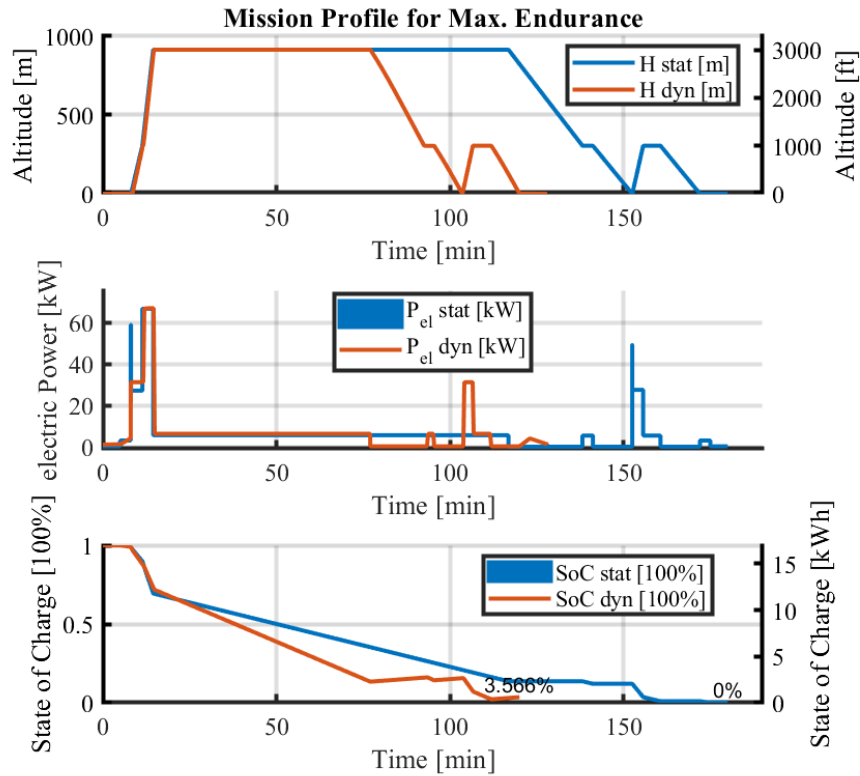 Mission Profile for Max. Endurance
Altitude [m]
1000
500
0
H stat [m]
H dyn [m]
3000
2000
1000
0
Altitude [ft]
0
50
100
150
Time [min]
electric Power [kW]
60
40
20
0
P_el stat [kW]
P_el dyn [kW]
0
50
100
150
Time [min]
State of Charge [100%]
1
0.5
0
SoC stat [100%]
SoC dyn [100%]
3.566%
0%
15
10
5
0
State of Charge [kWh]
0
50
100
150
Time [min]